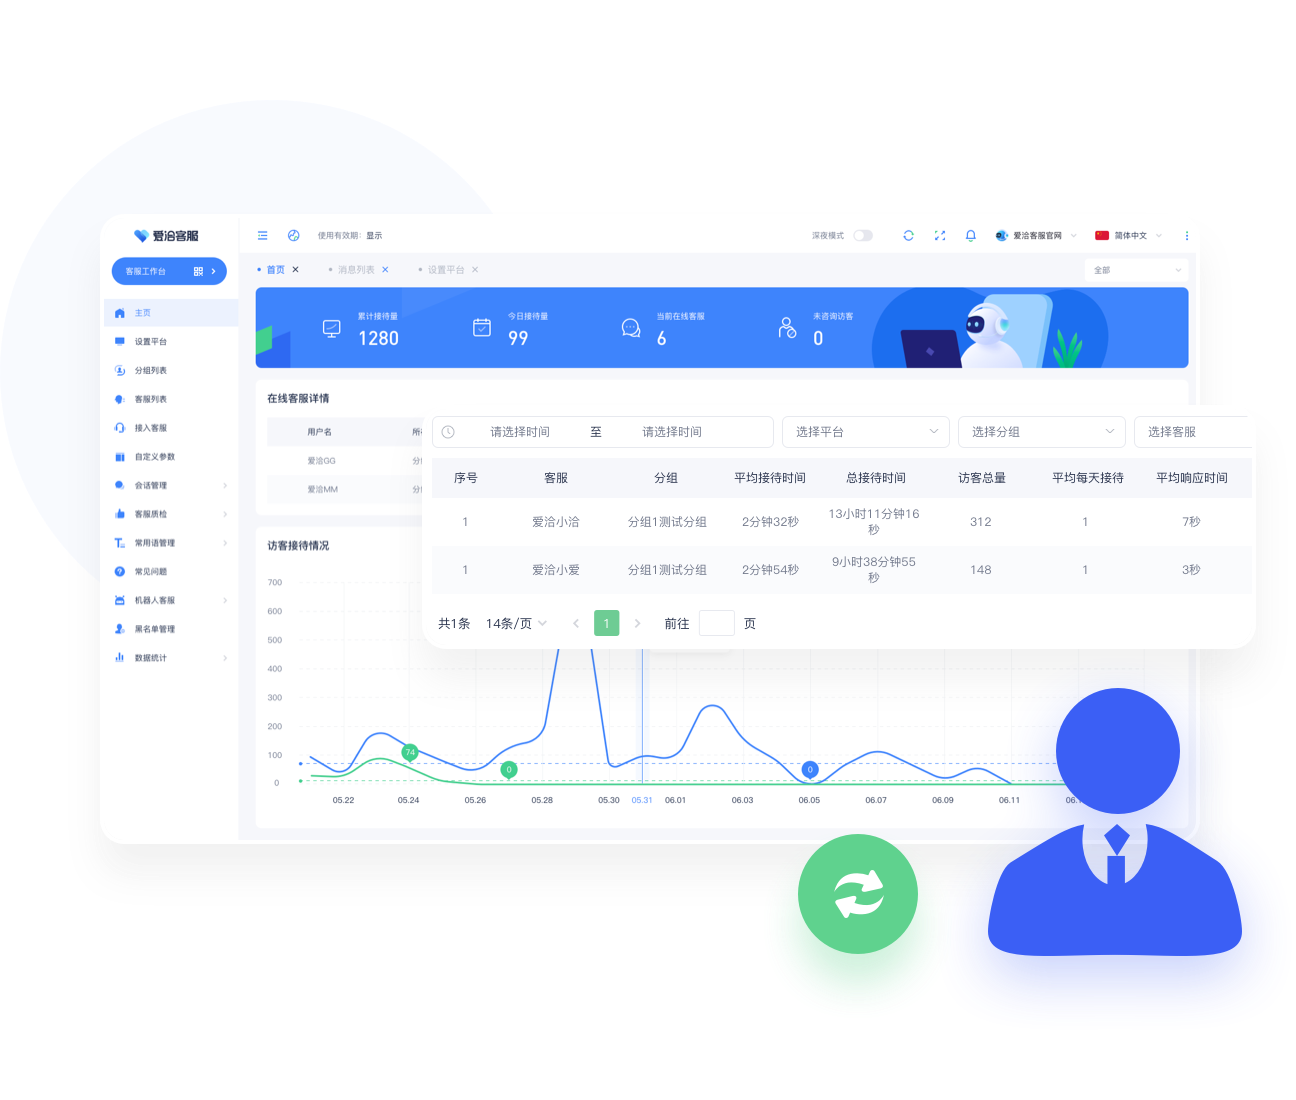 爱洽客服
使用有效期：显示
深夜模式
爱洽客服官网
简体中文
客服工作台
首页
消息列表
设置平台
全部
主页
设置平台
分组列表
客服列表
接入客服
自定义参数
会话管理
客服质检
常用语管理
常见问题
机器人客服
黑名单管理
数据统计
累计接待量
1280
今日接待量
99
当前在线客服
6
未咨询访客
0
在线客服详情
用户名
爱洽GG
爱洽MM
请选择时间 至 请选择时间
选择平台
选择分组
选择客服
序号 客服 分组 平均接待时间 总接待时间 访客总量 平均每天接待 平均响应时间
1 爱洽小洽 分组1测试分组 2分钟32秒 13小时11分钟16秒 312 1 7秒
1 爱洽小爱 分组1测试分组 2分钟54秒 9小时38分钟55秒 148 1 3秒
共1条 14条/页 1 前往 页
访客接待情况
700
600
500
400
300
200
100
0
74
0
0
05.22 05.24 05.26 05.28 05.30 05.31 06.01 06.03 06.05 06.07 06.09 06.11